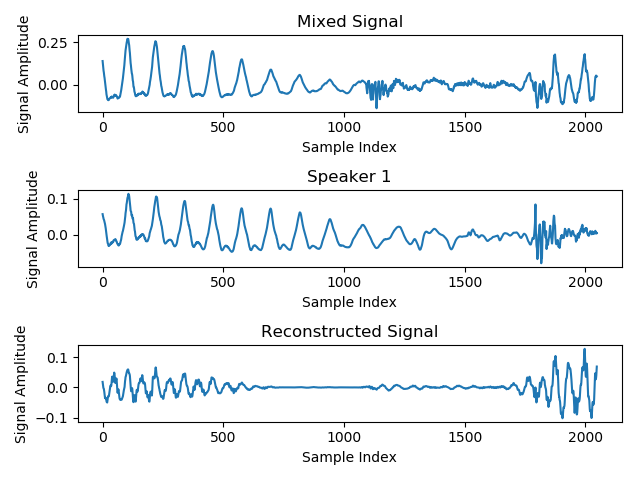 Mixed Signal
Signal Amplitude
0.25
0.00
0 500 1000 1500 2000
Sample Index
Speaker 1
Signal Amplitude
0.1
0.0
0 500 1000 1500 2000
Sample Index
Reconstructed Signal
Signal Amplitude
0.1
0.0
−0.1
0 500 1000 1500 2000
Sample Index